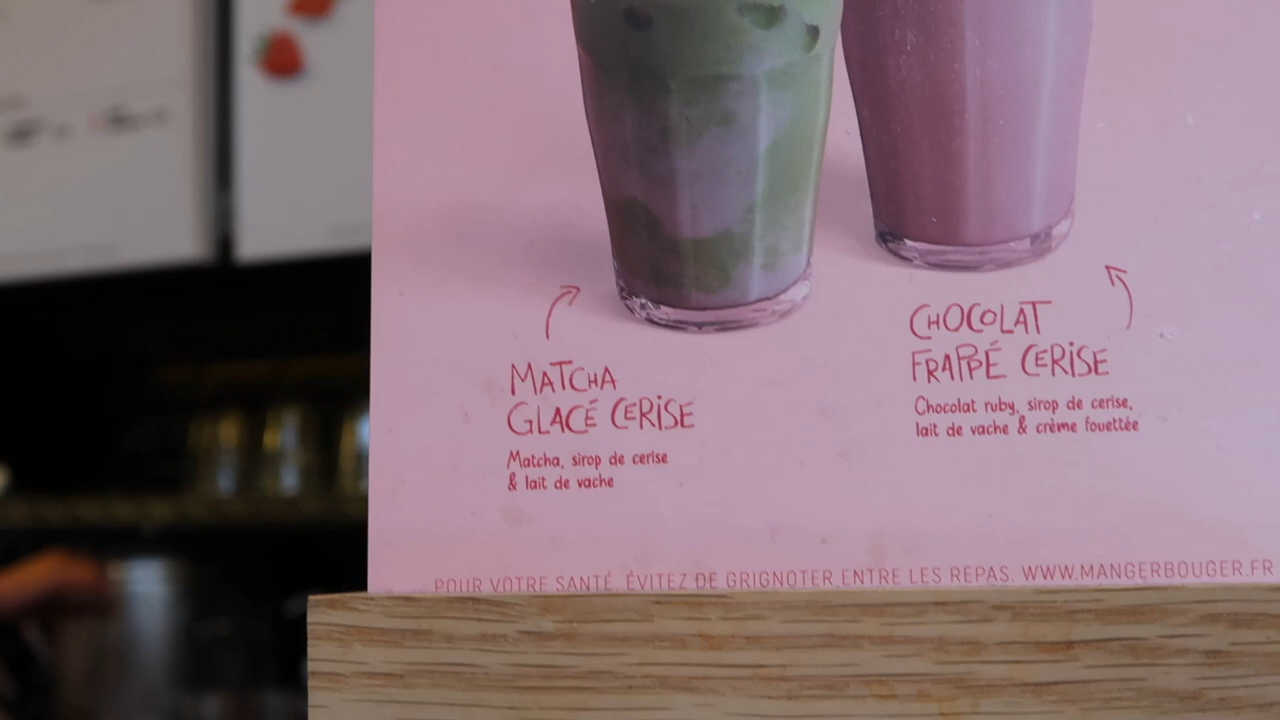 MATCHA
GLACÉ CERISE
Matcha, sirop de cerise
& lait de vache
CHOCOLAT
FRAPPÉ CERISE
Chocolat ruby, sirop de cerise,
lait de vache & crème fouettée
POUR VOTRE SANTÉ, ÉVITEZ DE GRIGNOTER ENTRE LES REPAS. WWW.MANGERBOUGER.FR